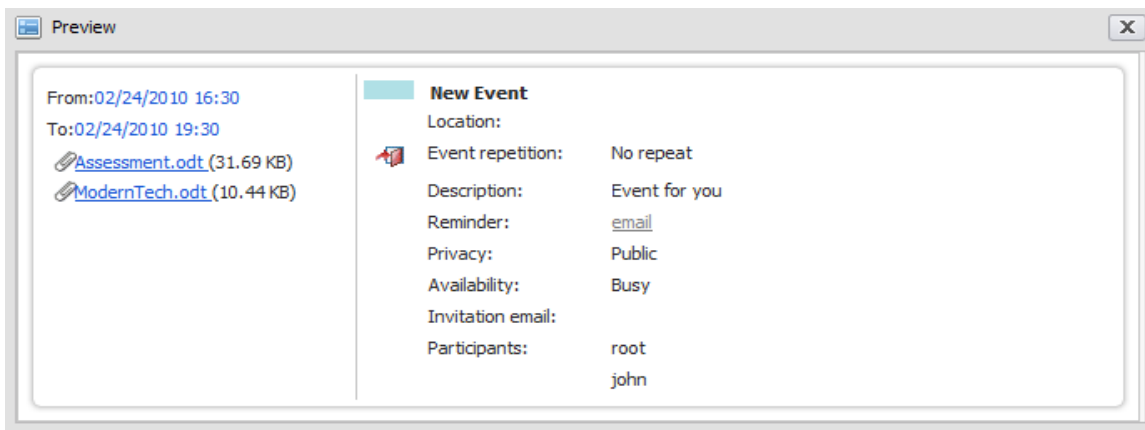 Preview
From:02/24/2010 16:30
To:02/24/2010 19:30
Assessment.odt (31.69 KB)
ModernTech.odt (10.44 KB)
New Event
Location:
Event repetition: No repeat
Description: Event for you
Reminder: email
Privacy: Public
Availability: Busy
Invitation email:
Participants: root
john